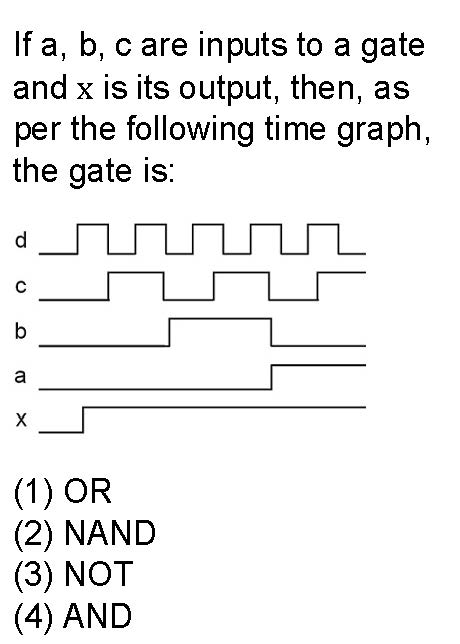 If a, b, c are inputs to a gate
and x is its output, then, as
per the following time graph,
the gate is:
d
c
b
a
x
(1) OR
(2) NAND
(3) NOT
(4) AND